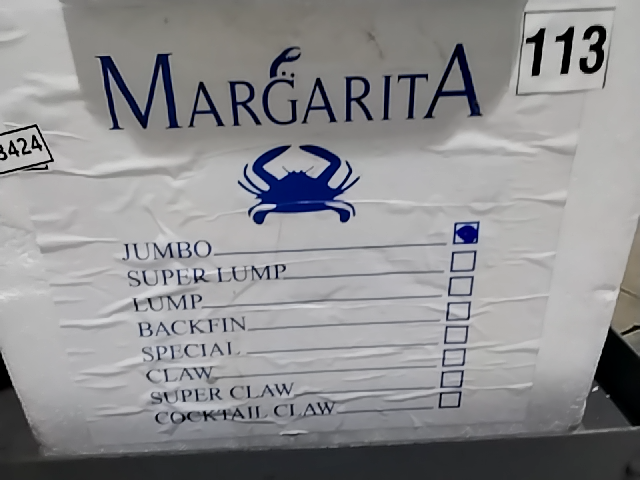 MARGARITA
113
3424
JUMBO
SUPER LUMP
LUMP
BACKFIN
SPECIAL
CLAW
SUPER CLAW
COCKTAIL CLAW